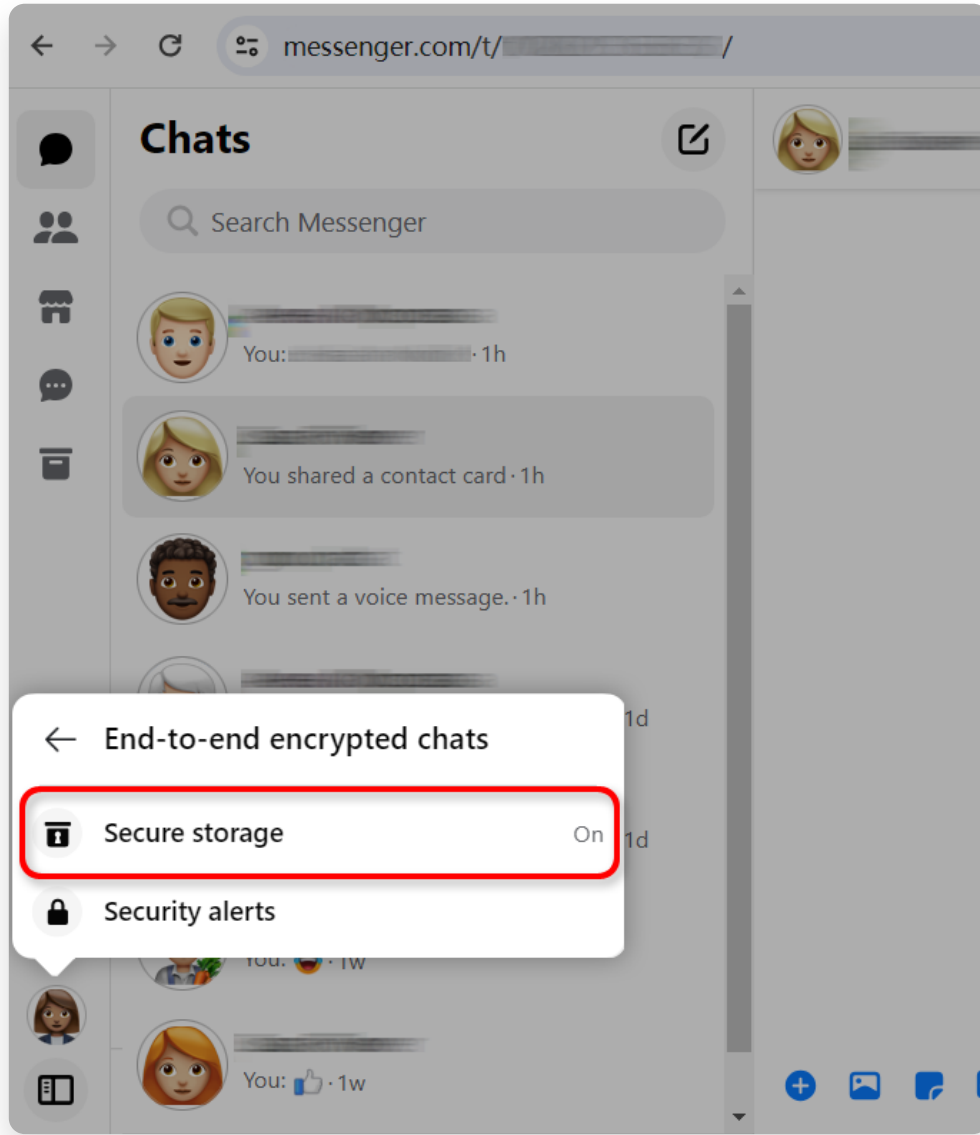 messenger.com/t/ /
Chats
Search Messenger
You: · 1h
You shared a contact card · 1h
You sent a voice message. · 1h
1d
End-to-end encrypted chats
Secure storage On
1d
Security alerts
You: 😂 · 1w
You: 👍 · 1w